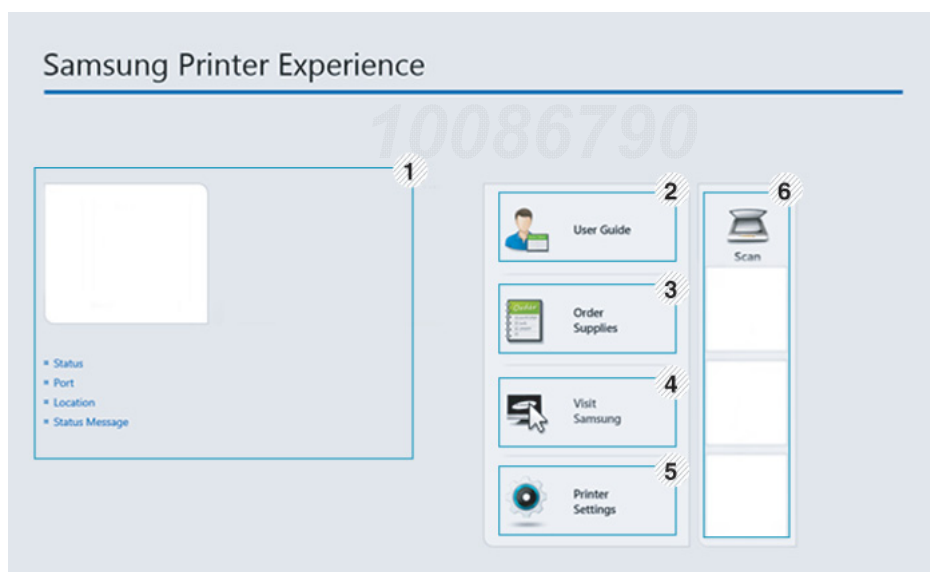 Samsung Printer Experience
10086790
1
Status
Port
Location
Status Message
2
User Guide
3
Order
Order
Supplies
4
Visit
Samsung
5
Printer
Settings
6
Scan